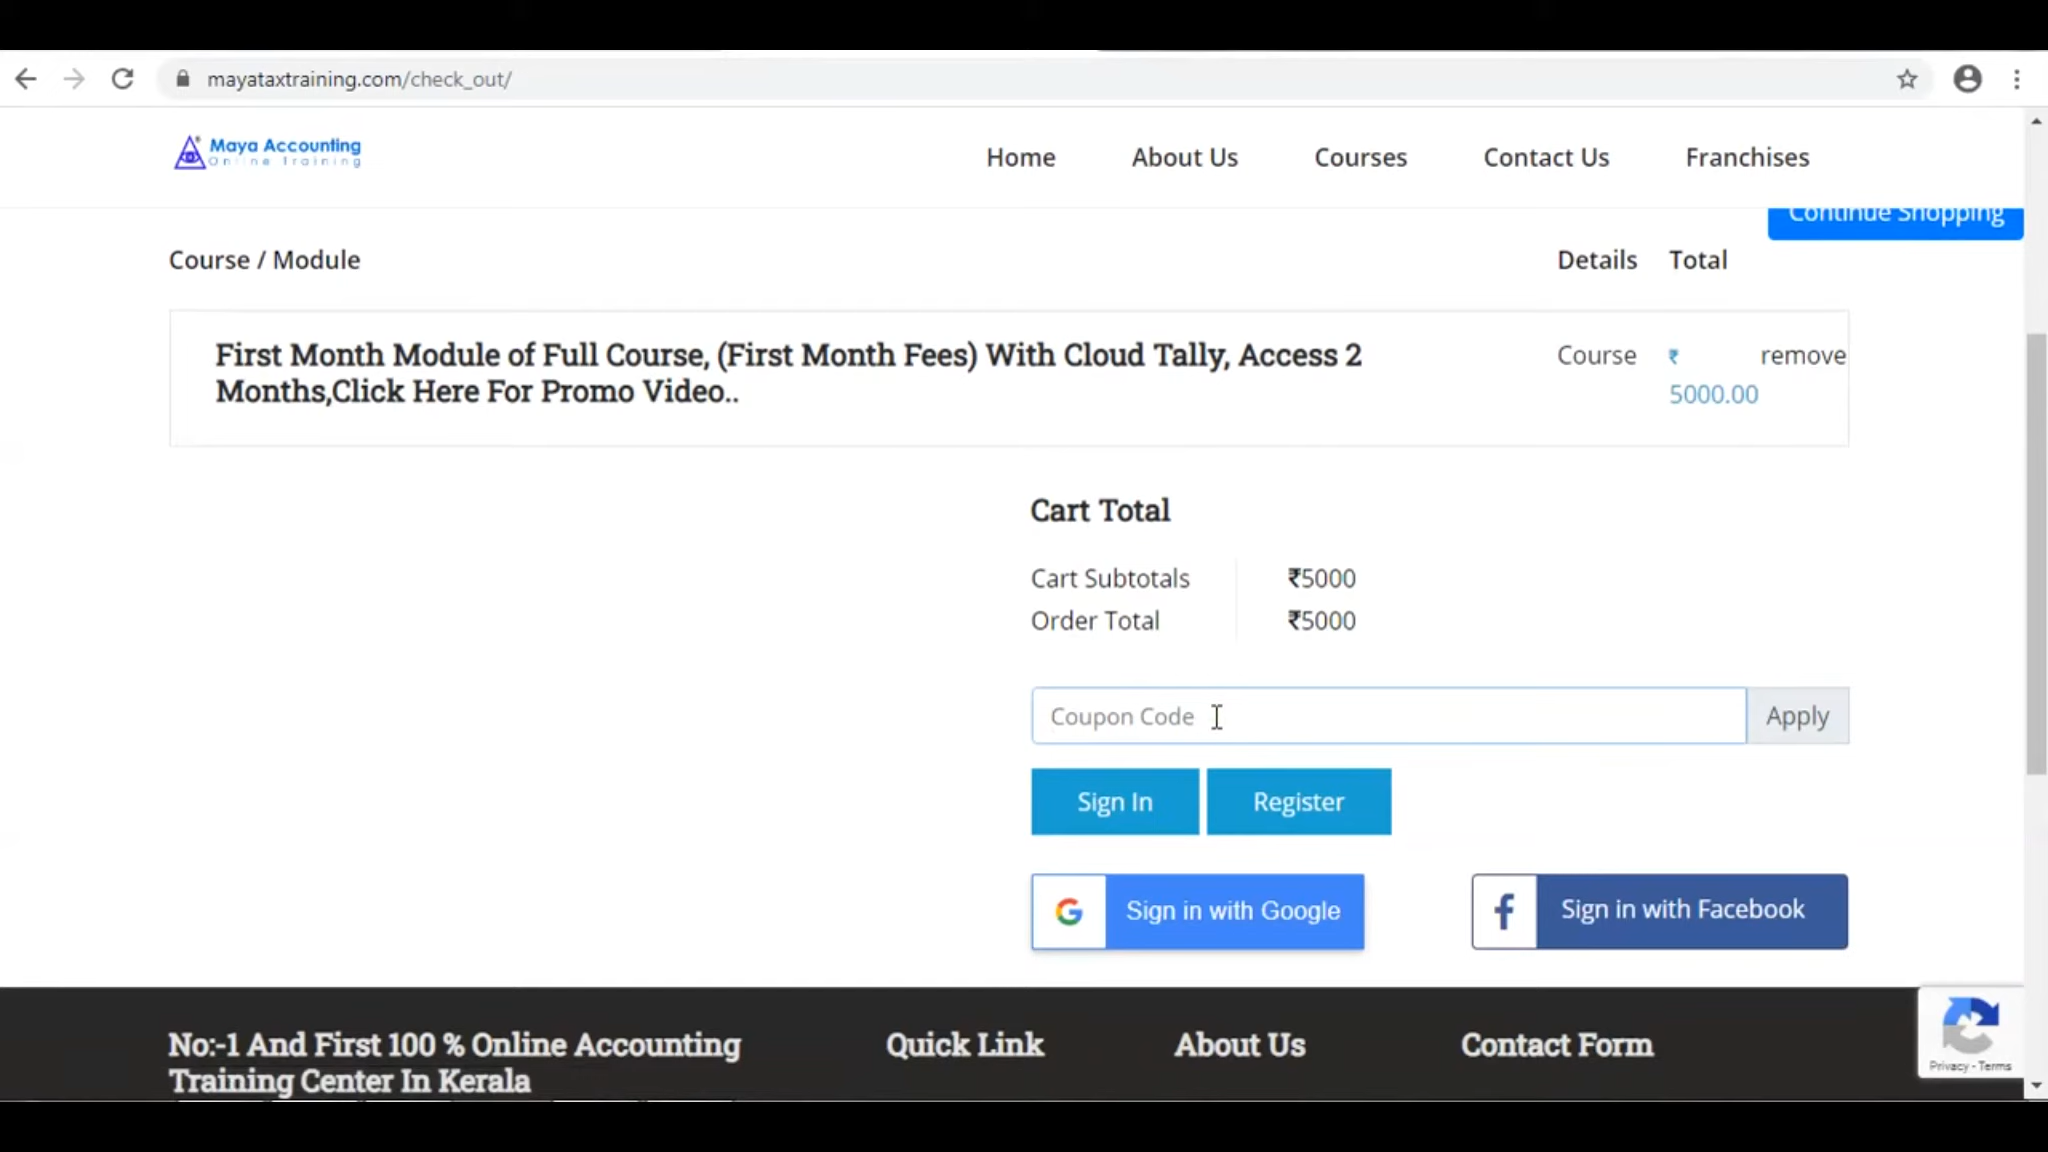 mayataxtraining.com/check_out/
Maya Accounting
Online Training
Home About Us Courses Contact Us Franchises
Continue Shopping
Course / Module Details Total
First Month Module of Full Course, (First Month Fees) With Cloud Tally, Access 2
Months,Click Here For Promo Video..
Course ₹ remove
5000.00
Cart Total
Cart Subtotals ₹5000
Order Total ₹5000
Coupon Code Apply
Sign In Register
G Sign in with Google f Sign in with Facebook
No:-1 And First 100 % Online Accounting
Training Center In Kerala
Quick Link About Us Contact Form
Privacy - Terms